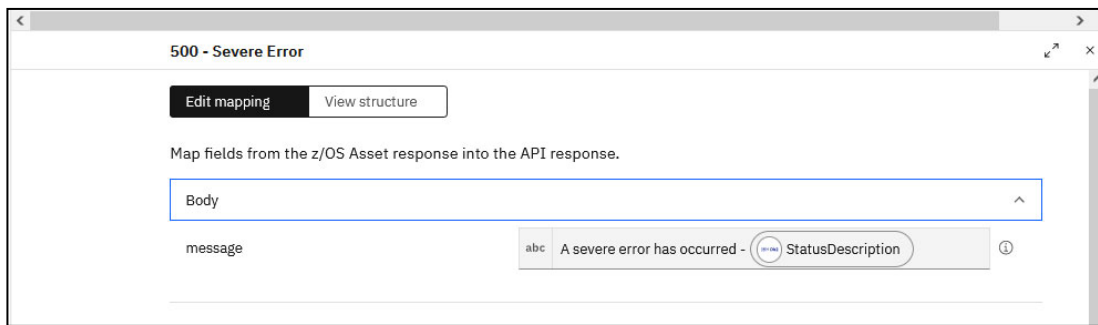 500 - Severe Error
Edit mapping View structure
Map fields from the z/OS Asset response into the API response.
Body
message abc A severe error has occurred - StatusDescription